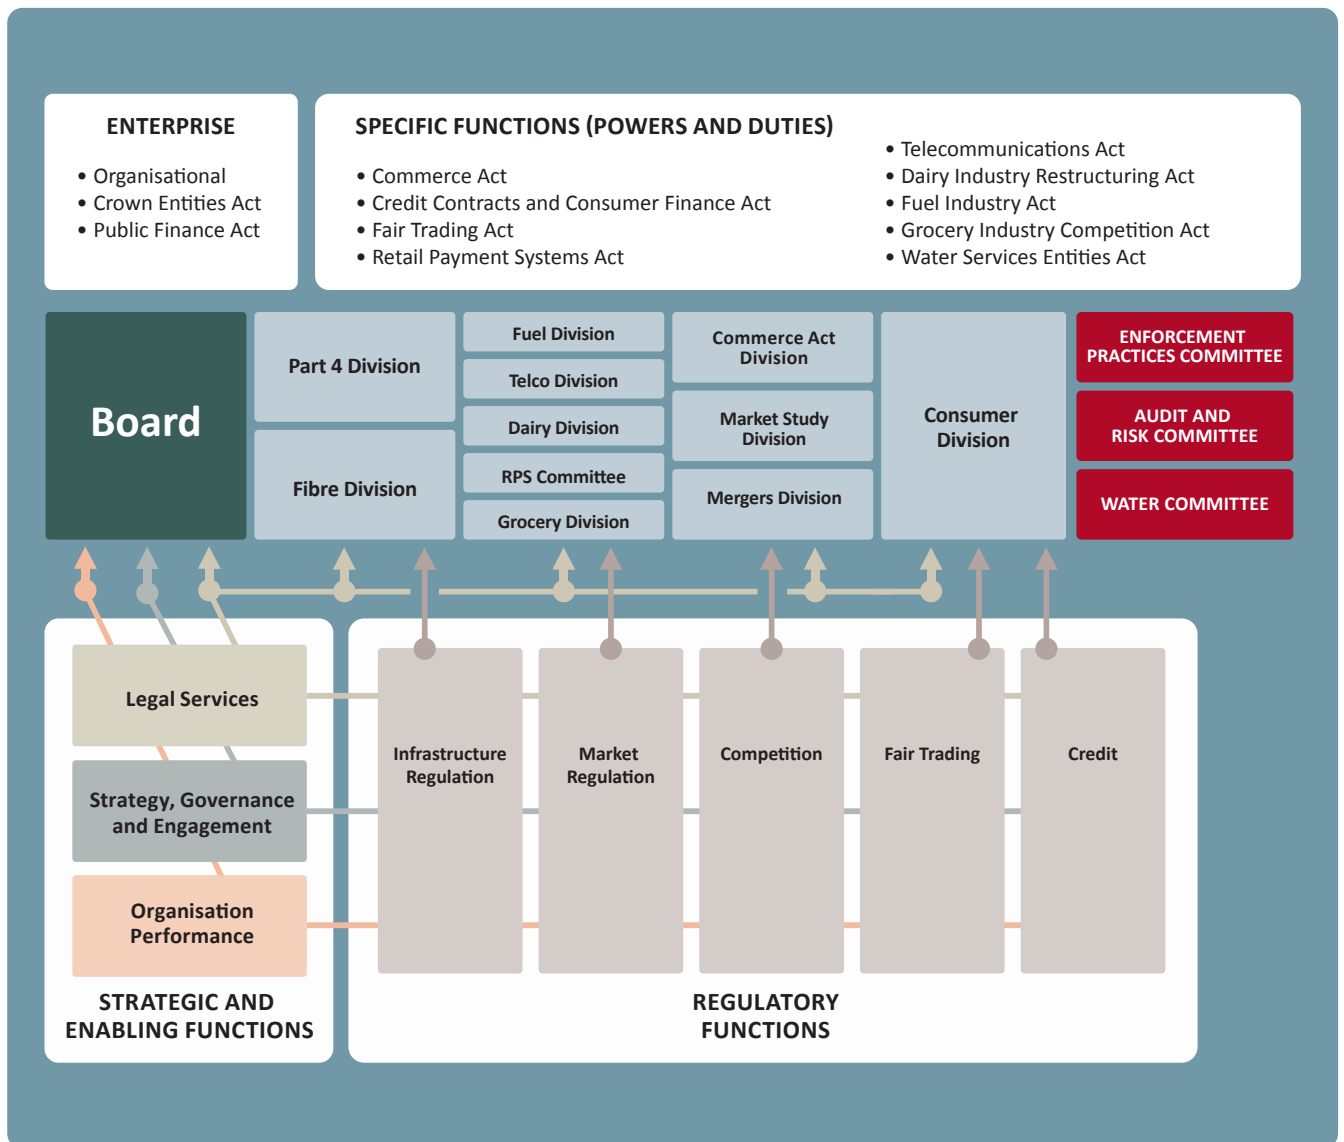 ENTERPRISE
• Organisational
• Crown Entities Act
• Public Finance Act
SPECIFIC FUNCTIONS (POWERS AND DUTIES)
• Commerce Act
• Credit Contracts and Consumer Finance Act
• Fair Trading Act
• Retail Payment Systems Act
• Telecommunications Act
• Dairy Industry Restructuring Act
• Fuel Industry Act
• Grocery Industry Competition Act
• Water Services Entities Act
Board
Part 4 Division
Fibre Division
Fuel Division
Telco Division
Dairy Division
RPS Committee
Grocery Division
Commerce Act
Division
Market Study
Division
Mergers Division
Consumer
Division
ENFORCEMENT
PRACTICES COMMITTEE
AUDIT AND
RISK COMMITTEE
WATER COMMITTEE
Legal Services
Strategy, Governance
and Engagement
Organisation
Performance
STRATEGIC AND
ENABLING FUNCTIONS
Infrastructure
Regulation
Market
Regulation
Competition
Fair Trading
Credit
REGULATORY
FUNCTIONS